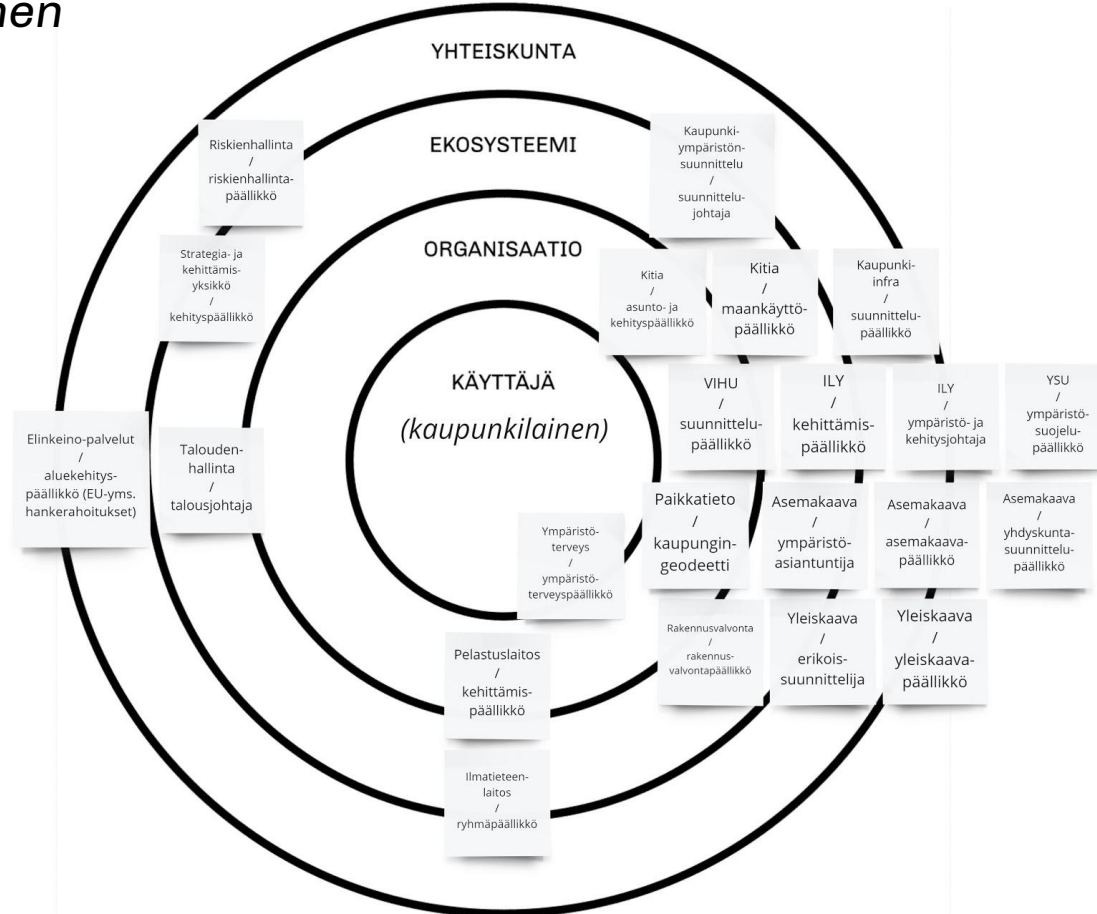 nen
YHTEISKUNTA
EKOSYSTEEMI
ORGANISAATIO
KÄYTTÄJÄ
(kaupunkilainen)
Riskienhallinta
/
riskienhallinta-
päällikkö
Kaupunki-
ympäristön-
suunnittelu
/
suunnittelu-
johtaja
Strategia- ja
kehittämis-
yksikkö
/
kehityspäällikkö
Kitia
/
asunto- ja
kehityspäällikkö
Kitia
/
maankäyttö-
päällikkö
Kaupunki-
infra
/
suunnittelu-
päällikkö
VIHU
/
suunnittelu-
päällikkö
ILY
/
kehittämis-
päällikkö
ILY
/
ympäristö- ja
kehitysjohtaja
YSU
/
ympäristö-
suojelu-
päällikkö
Elinkeino-palvelut
/
aluekehitys-
päällikkö (EU-yms.
hankerahoitukset)
Talouden-
hallinta
/
talousjohtaja
Ympäristö-
terveys
/
ympäristö-
terveyspäällikkö
Paikkatieto
/
kaupungin-
geodeetti
Asemakaava
/
ympäristö-
asiantuntija
Asemakaava
/
asemakaava-
päällikkö
Asemakaava
/
yhdyskunta-
suunnittelu-
päällikkö
Pelastuslaitos
/
kehittämis-
päällikkö
Rakennusvalvonta
/
rakennus-
valvontapäällikkö
Yleiskaava
/
erikois-
suunnittelija
Yleiskaava
/
yleiskaava-
päällikkö
Ilmatieteen-
laitos
/
ryhmäpäällikkö